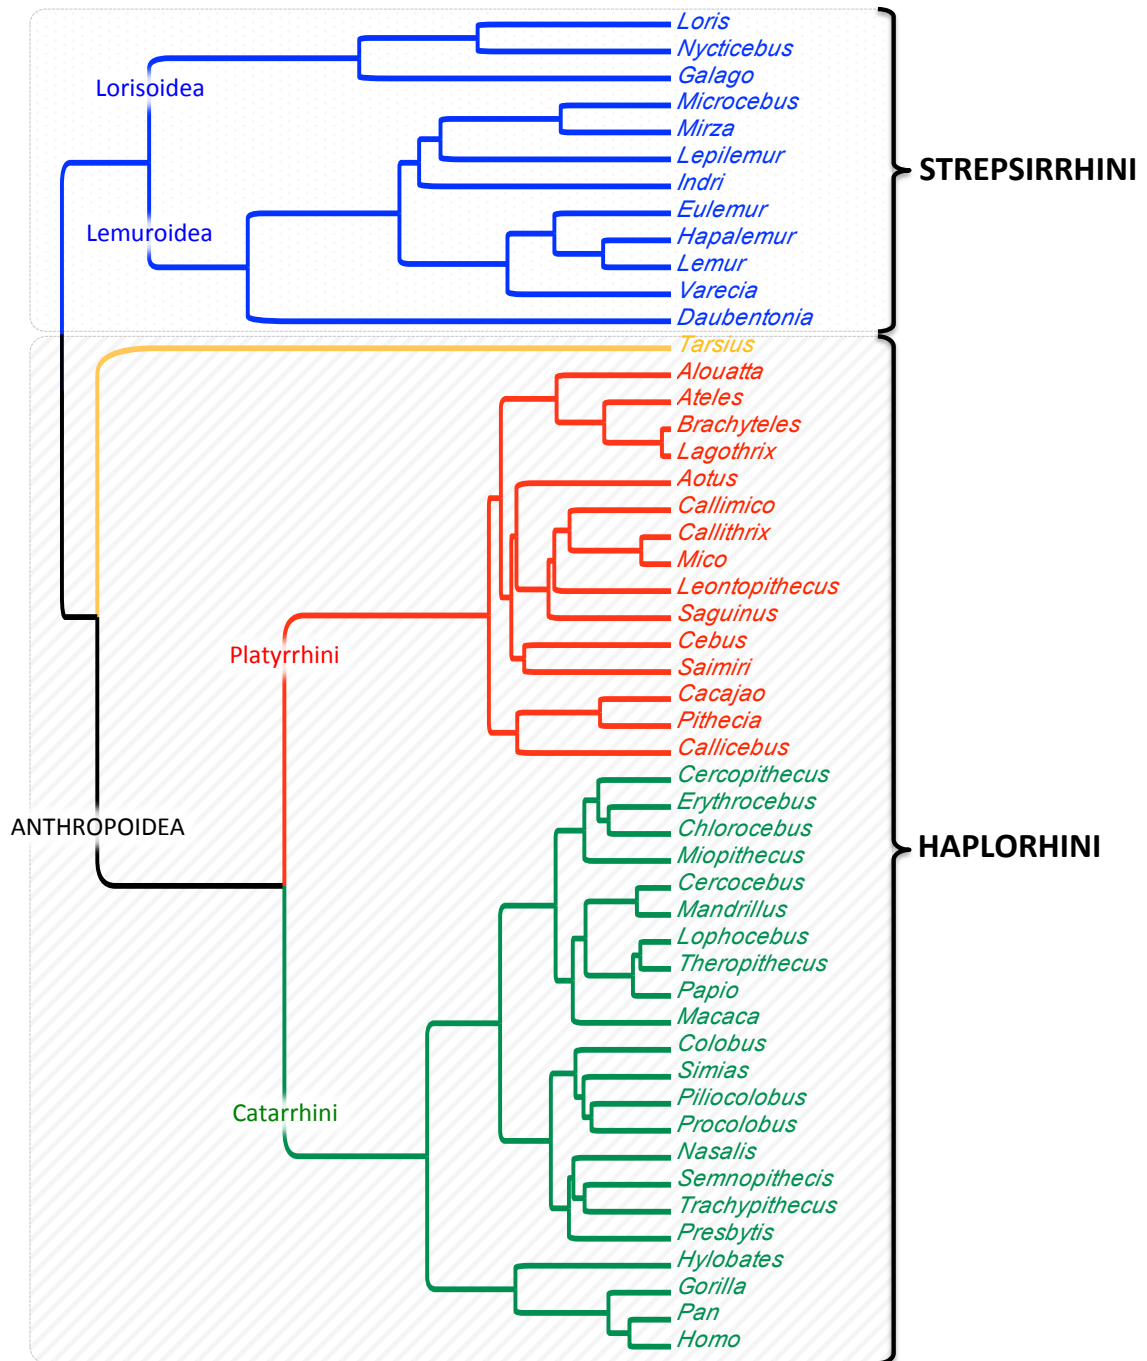 Loris
Nycticebus
Galago
Lorisoidea
Microcebus
Mirza
Lepilemur
STREPSIRRHINI
Indri
Eulemur
Lemuroidea
Hapalemur
Lemur
Varecia
Daubentonia
Tarsius
Alouatta
Ateles
Brachyteles
Lagothrix
Aotus
Callimico
Callithrix
Mico
Leontopithecus
Saguinus
Cebus
Platyrrhini
Saimiri
Cacajao
Pithecia
Callicebus
Cercopithecus
Erythrocebus
ANTHROPOIDEA
Chlorocebus
HAPLORHINI
Miopithecus
Cercocebus
Mandrillus
Lophocebus
Theropithecus
Papio
Macaca
Colobus
Simias
Piliocolobus
Catarrhini
Procolobus
Nasalis
Semnopithecis
Trachypithecus
Presbytis
Hylobates
Gorilla
Pan
Homo